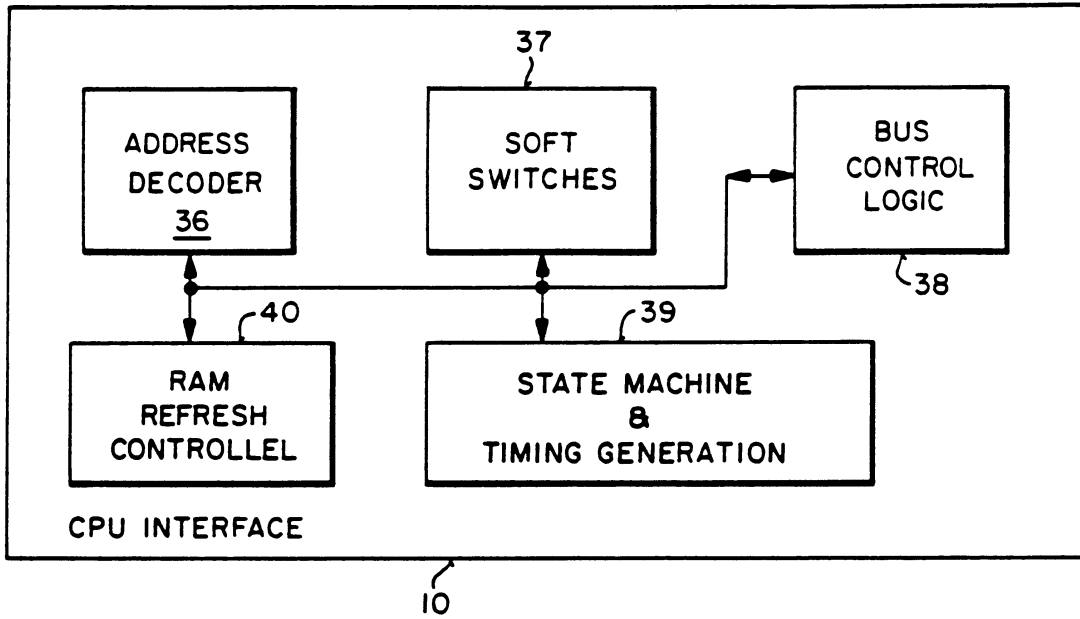 37
ADDRESS
DECODER
36
SOFT
SWITCHES
BUS
CONTROL
LOGIC
38
40
39
RAM
REFRESH
CONTROLLEL
STATE MACHINE
&
TIMING GENERATION
CPU INTERFACE
10